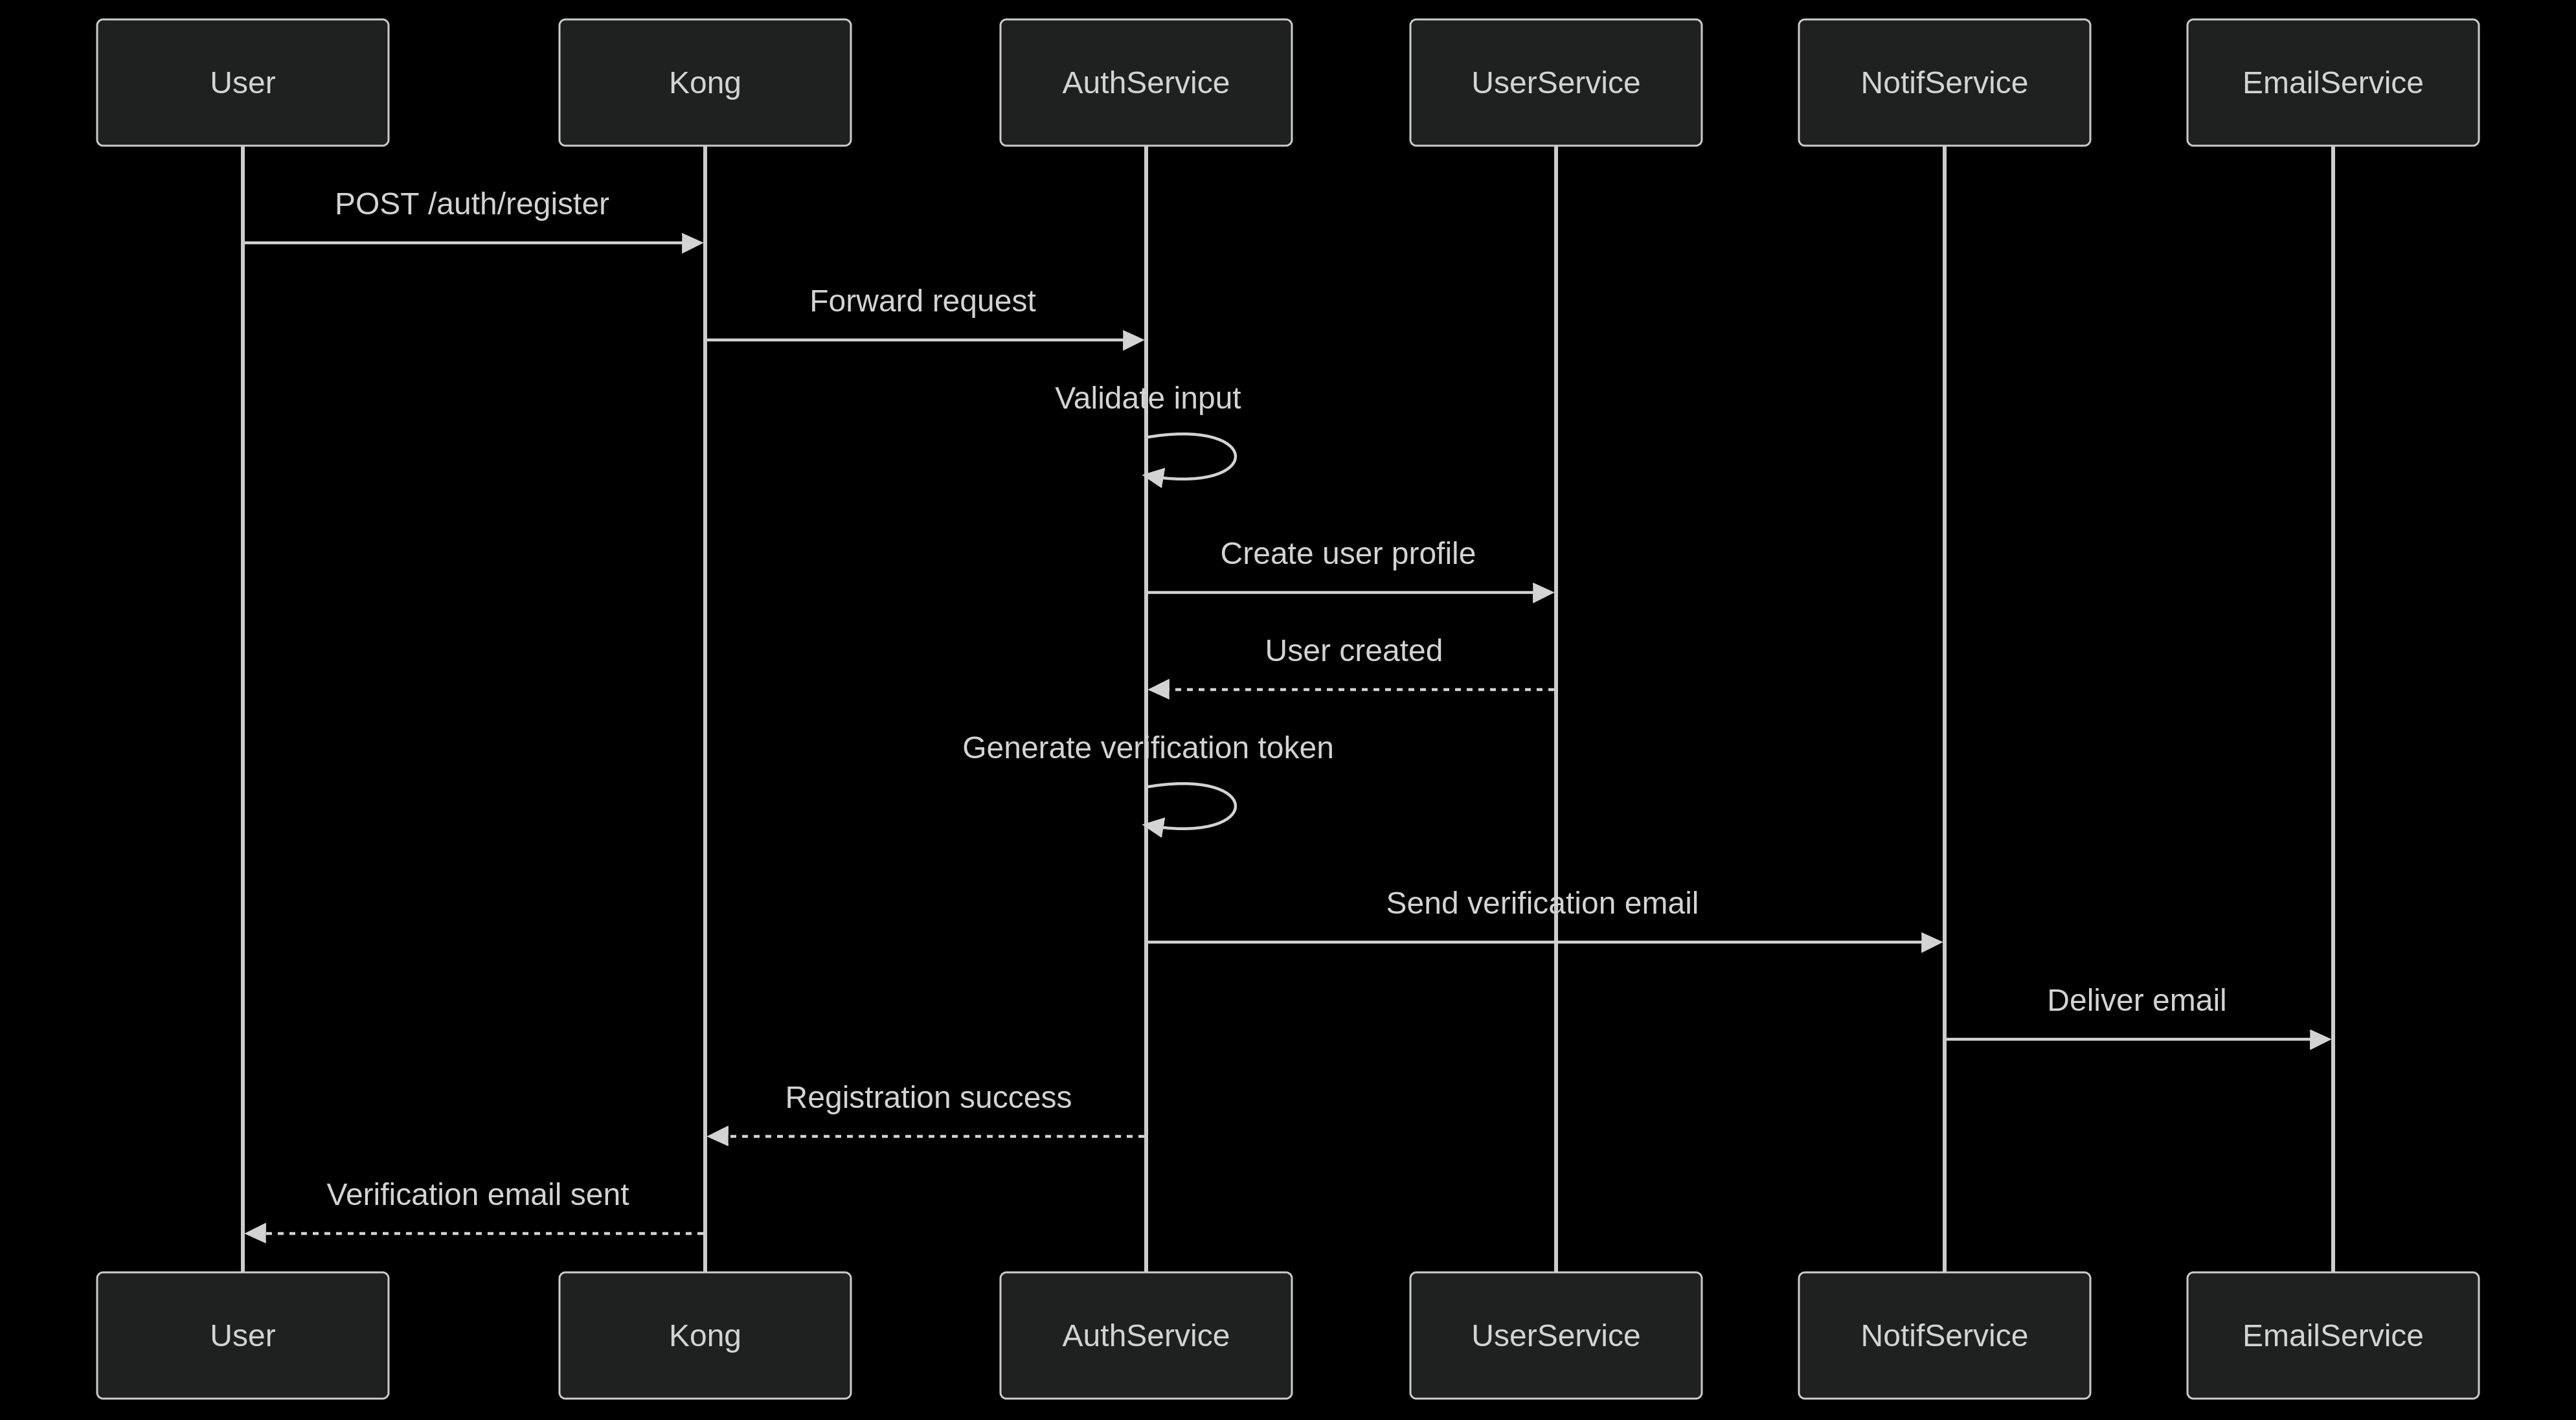 User
Kong
AuthService
UserService
NotifService
EmailService
POST /auth/register
Forward request
Validate input
Create user profile
User created
Generate verification token
Send verification email
Deliver email
Registration success
Verification email sent
User
Kong
AuthService
UserService
NotifService
EmailService